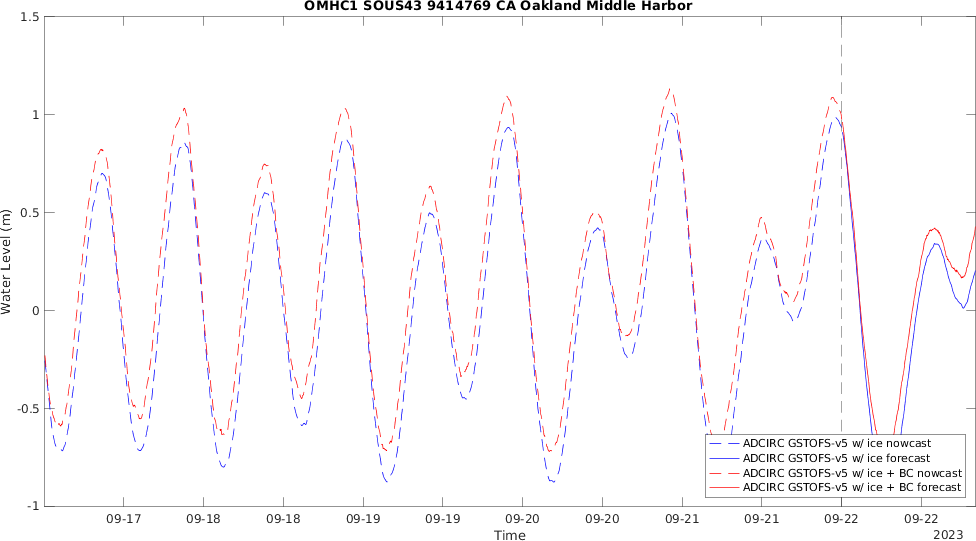 OMHC1 SOUS43 9414769 CA Oakland Middle Harbor
1.5
1
0.5
0
-0.5
-1
Water Level (m)
ADCIRC GSTOFS-v5 w/ ice nowcast
ADCIRC GSTOFS-v5 w/ ice forecast
ADCIRC GSTOFS-v5 w/ ice + BC nowcast
ADCIRC GSTOFS-v5 w/ ice + BC forecast
09-17 09-18 09-18 09-19 09-19 09-20 09-20 09-21 09-21 09-22 09-22
Time
2023